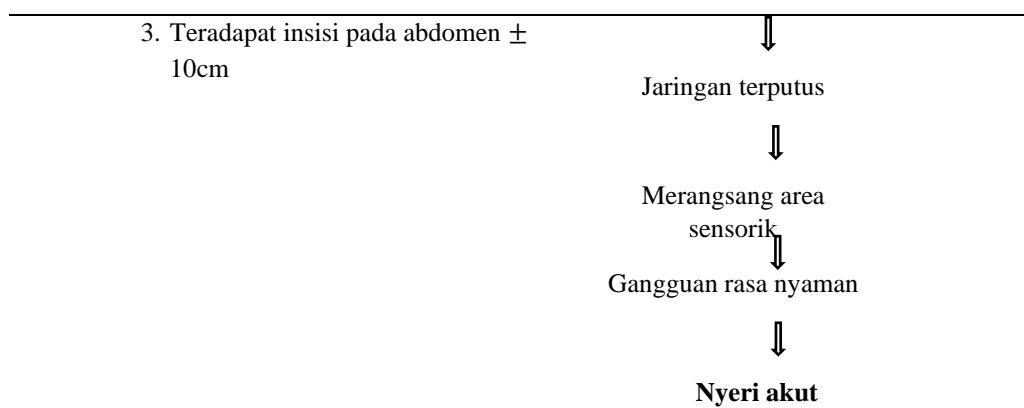 3. Teradapat insisi pada abdomen ±
10cm
Jaringan terputus
Merangsang area
sensorik
Gangguan rasa nyaman
Nyeri akut